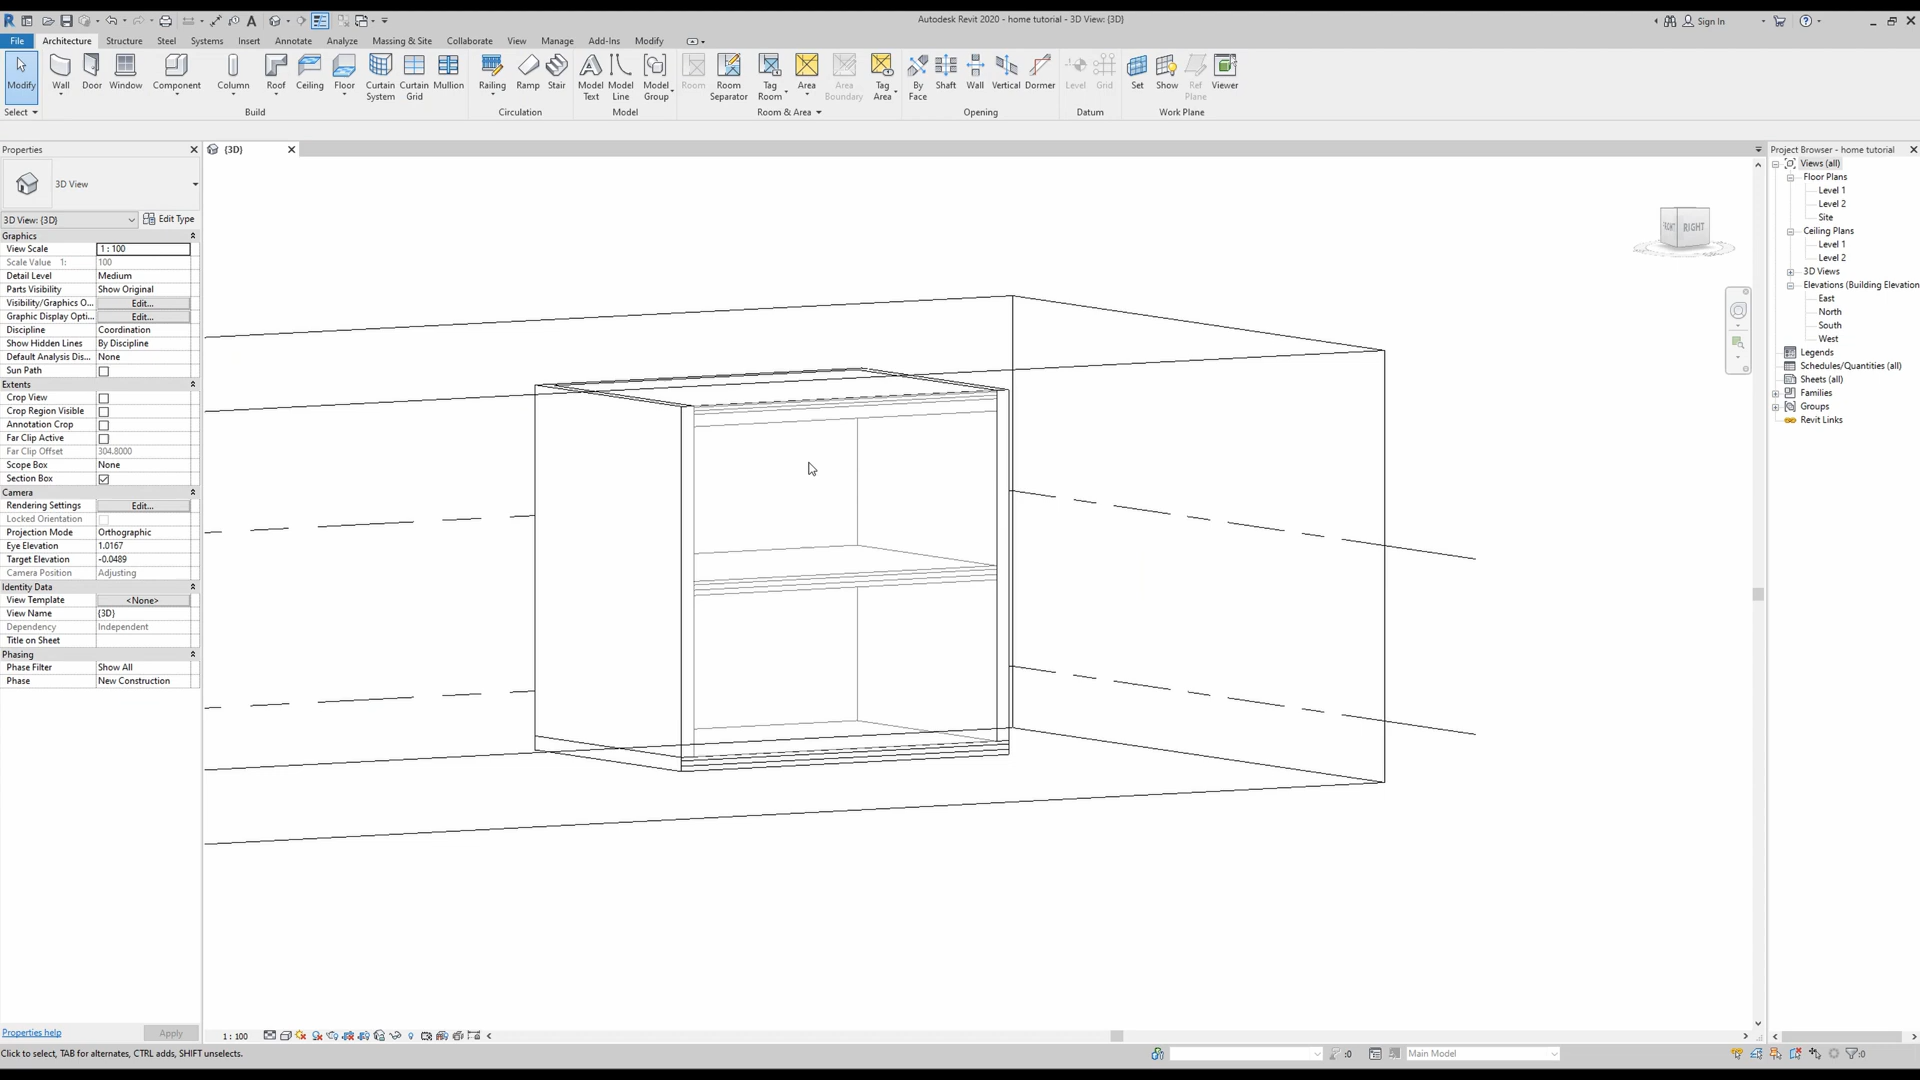 Autodesk Revit 2020 - home tutorial - 3D View: {3D}
Sign In
File Architecture Structure Steel Systems Insert Annotate Analyze Massing & Site Collaborate View Manage Add-Ins Modify
Modify Wall Door Window Component Column Roof Ceiling Floor Curtain System Curtain Grid Mullion Railing Ramp Stair Model Text Model Line Model Group Room Room Separator Tag Room Area Area Boundary Tag Area By Face Shaft Wall Vertical Dormer Level Grid Set Show Ref Plane Viewer
Select Build Circulation Model Room & Area Opening Datum Work Plane
Properties
{3D}
3D View
3D View: {3D} Edit Type
Graphics
View Scale 1 : 100
Scale Value 1: 100
Detail Level Medium
Parts Visibility Show Original
Visibility/Graphics O... Edit...
Graphic Display Opti... Edit...
Discipline Coordination
Show Hidden Lines By Discipline
Default Analysis Dis... None
Sun Path
Extents
Crop View
Crop Region Visible
Annotation Crop
Far Clip Active
Far Clip Offset 304.8000
Scope Box None
Section Box
Camera
Rendering Settings Edit...
Locked Orientation
Projection Mode Orthographic
Eye Elevation 1.0167
Target Elevation -0.0489
Camera Position Adjusting
Identity Data
View Template <None>
View Name {3D}
Dependency Independent
Title on Sheet
Phasing
Phase Filter Show All
Phase New Construction
Properties help Apply
RIGHT
Project Browser - home tutorial
Views (all)
Floor Plans
Level 1
Level 2
Site
Ceiling Plans
Level 1
Level 2
3D Views
Elevations (Building Elevation
East
North
South
West
Legends
Schedules/Quantities (all)
Sheets (all)
Families
Groups
Revit Links
1 : 100
Click to select, TAB for alternates, CTRL adds, SHIFT unselects.
:0
Main Model
:0